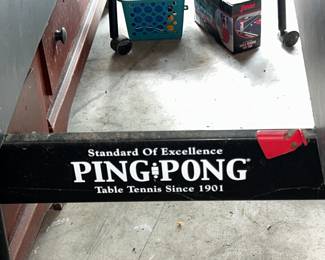 Standard Of Excellence
PING PONG®
Table Tennis Since 1901